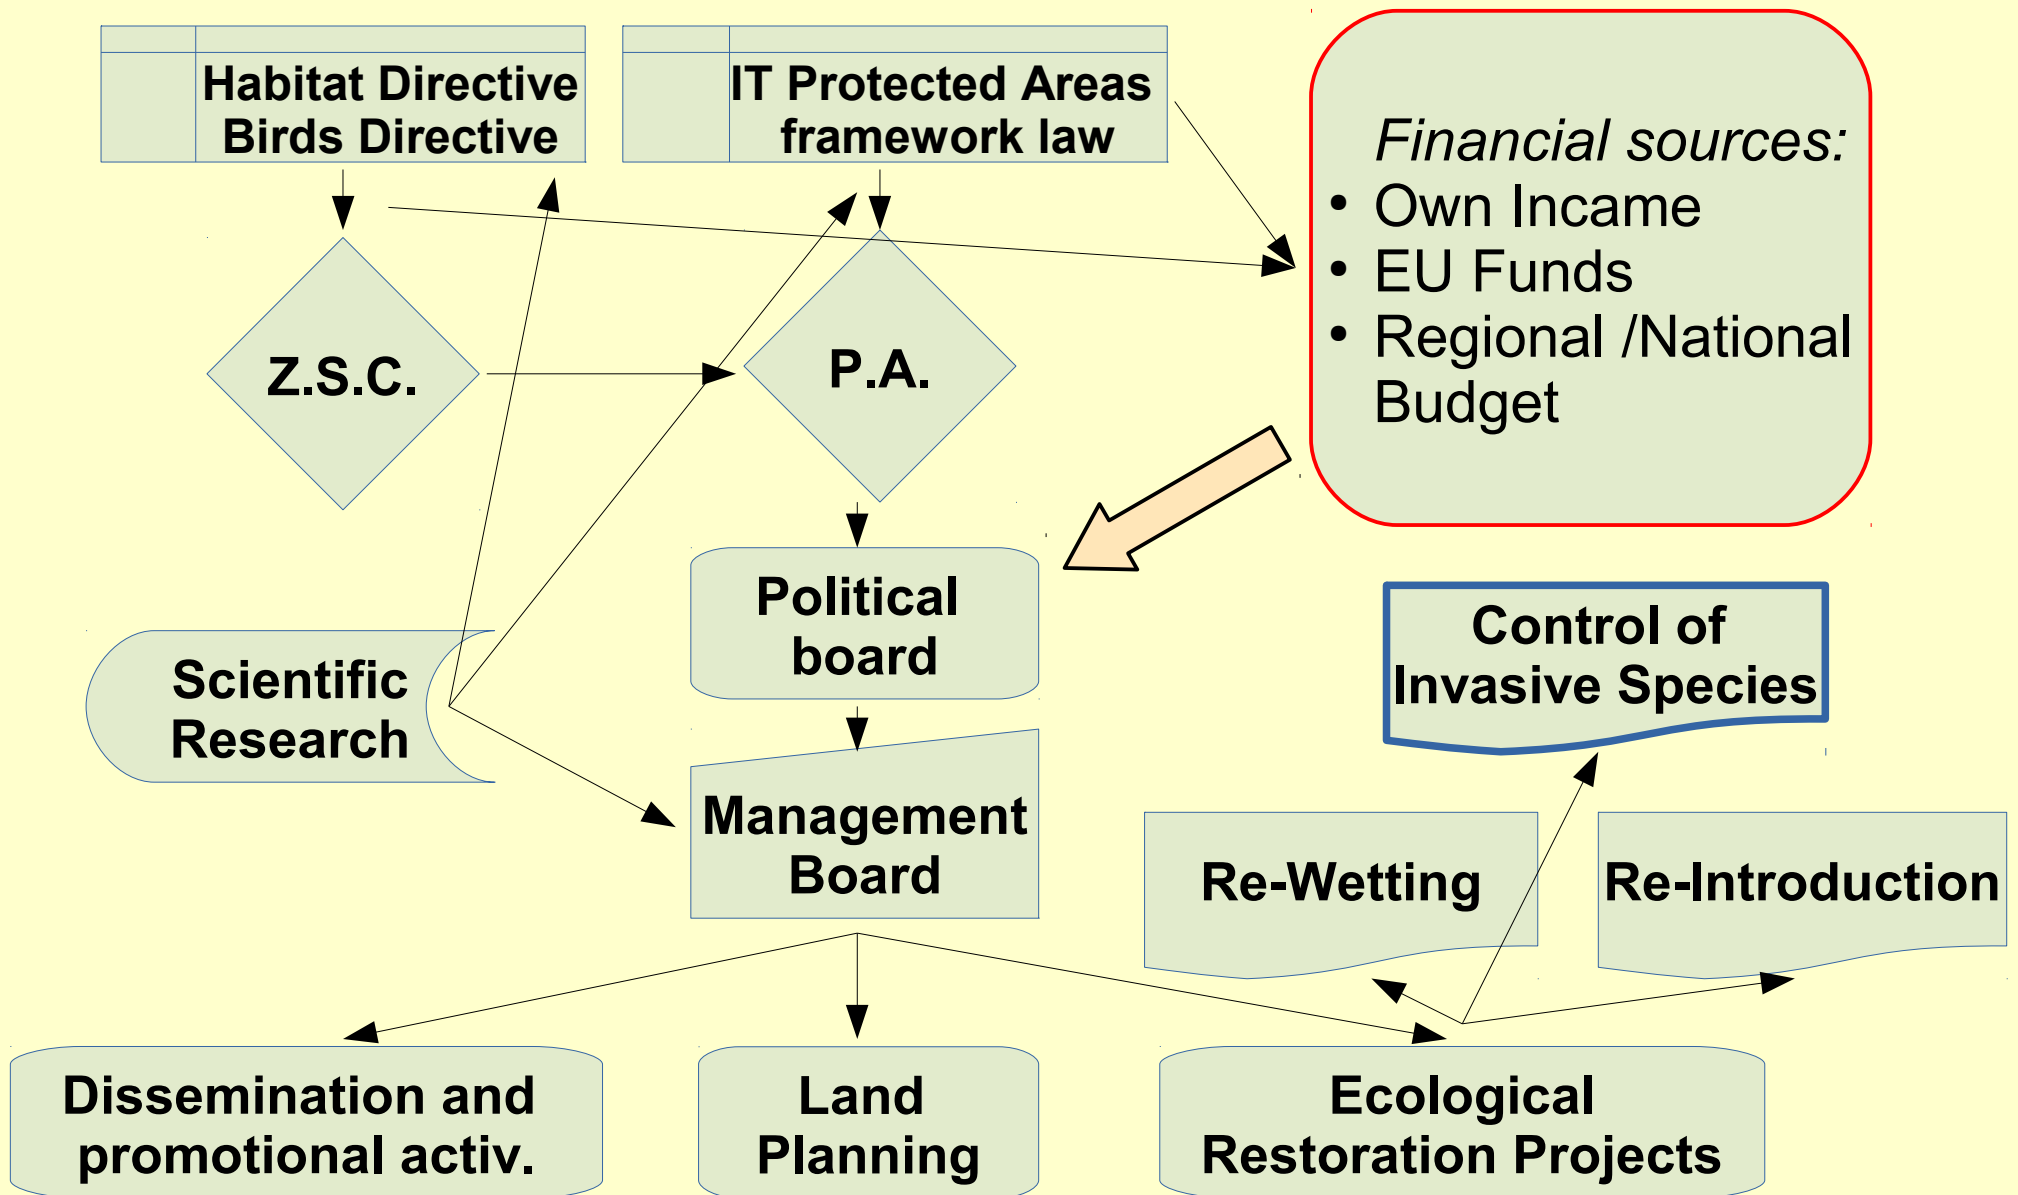 Habitat Directive
Birds Directive
IT Protected Areas
framework law
Financial sources:
• Own Incame
• EU Funds
• Regional /National
Budget
Z.S.C.
P.A.
Political
board
Control of
Invasive Species
Scientific
Research
Management
Board
Re-Wetting
Re-Introduction
Dissemination and
promotional activ.
Land
Planning
Ecological
Restoration Projects